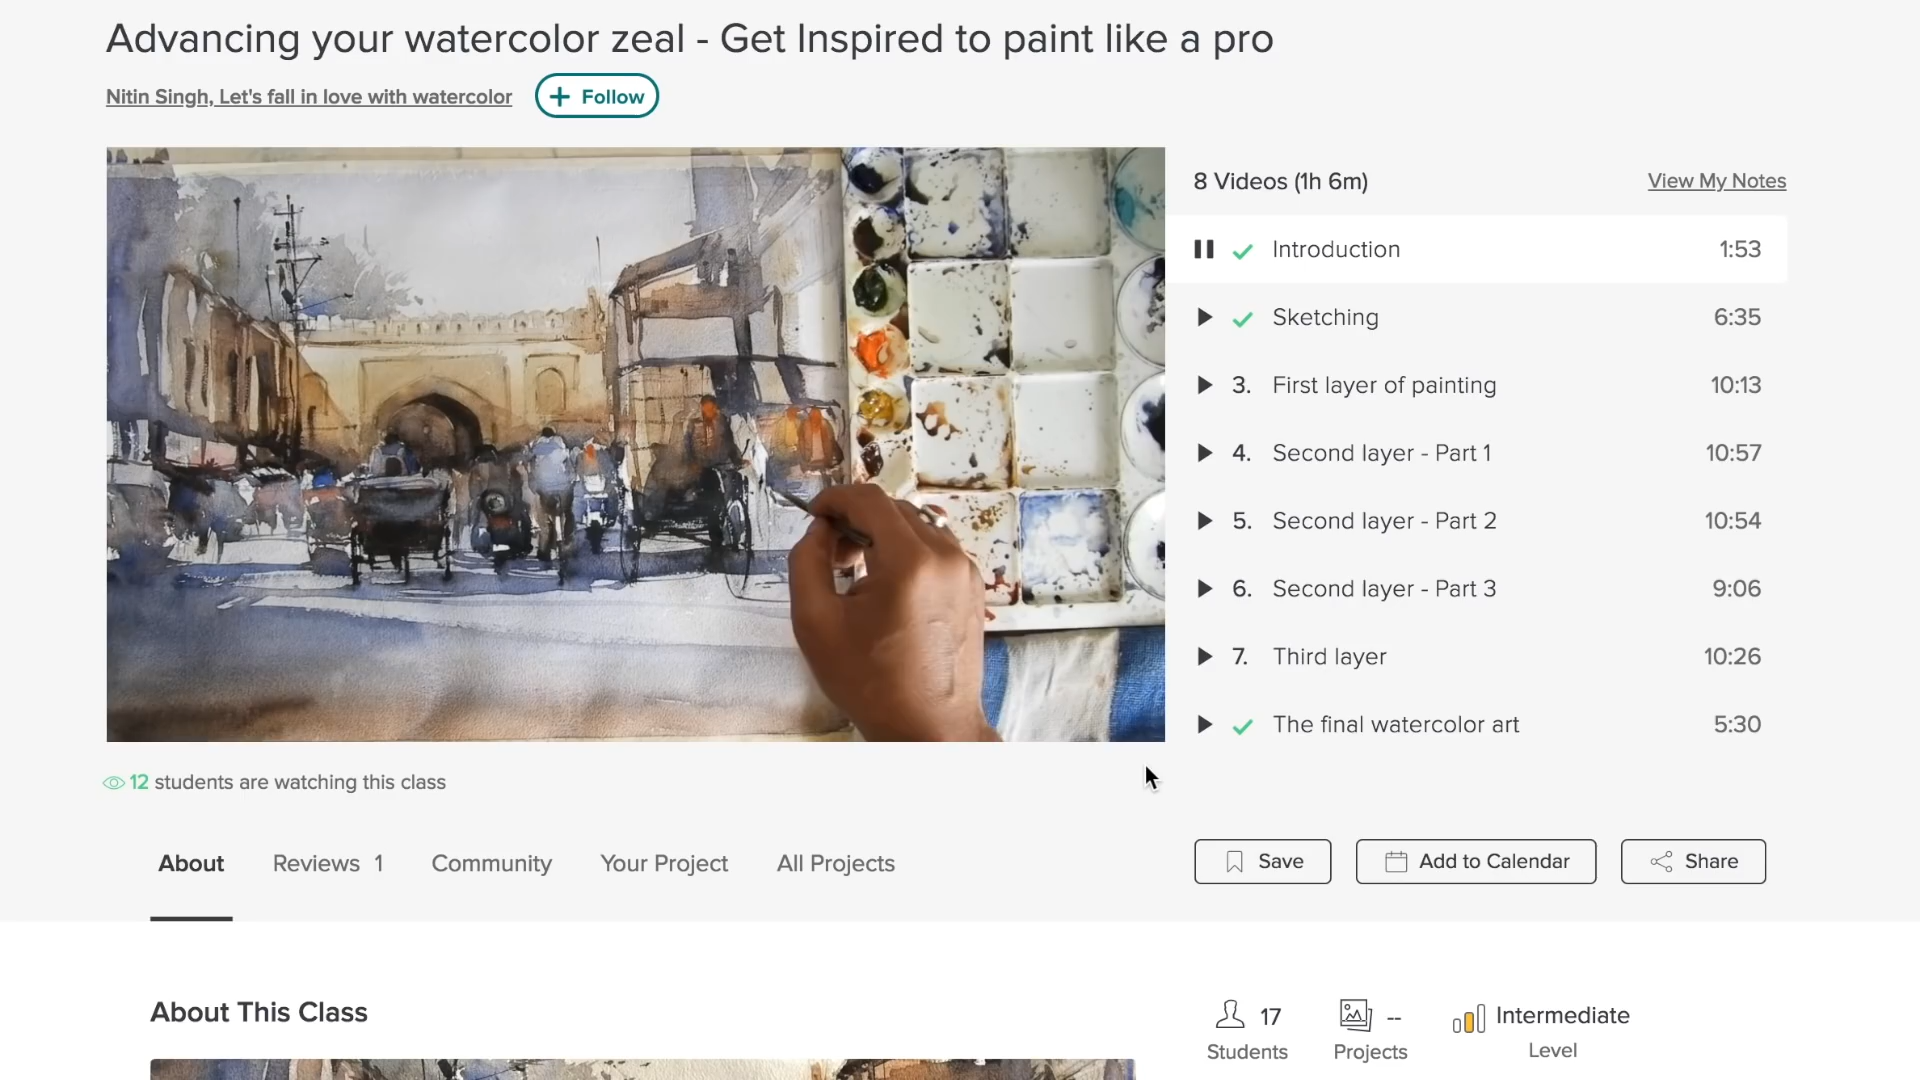 Advancing your watercolor zeal - Get Inspired to paint like a pro
Nitin Singh, Let's fall in love with watercolor
Follow
8 Videos (1h 6m)
View My Notes
Introduction 1:53
Sketching 6:35
3. First layer of painting 10:13
4. Second layer - Part 1 10:57
5. Second layer - Part 2 10:54
6. Second layer - Part 3 9:06
7. Third layer 10:26
The final watercolor art 5:30
12 students are watching this class
About Reviews 1 Community Your Project All Projects
Save Add to Calendar Share
About This Class
17 -- Intermediate
Students Projects Level